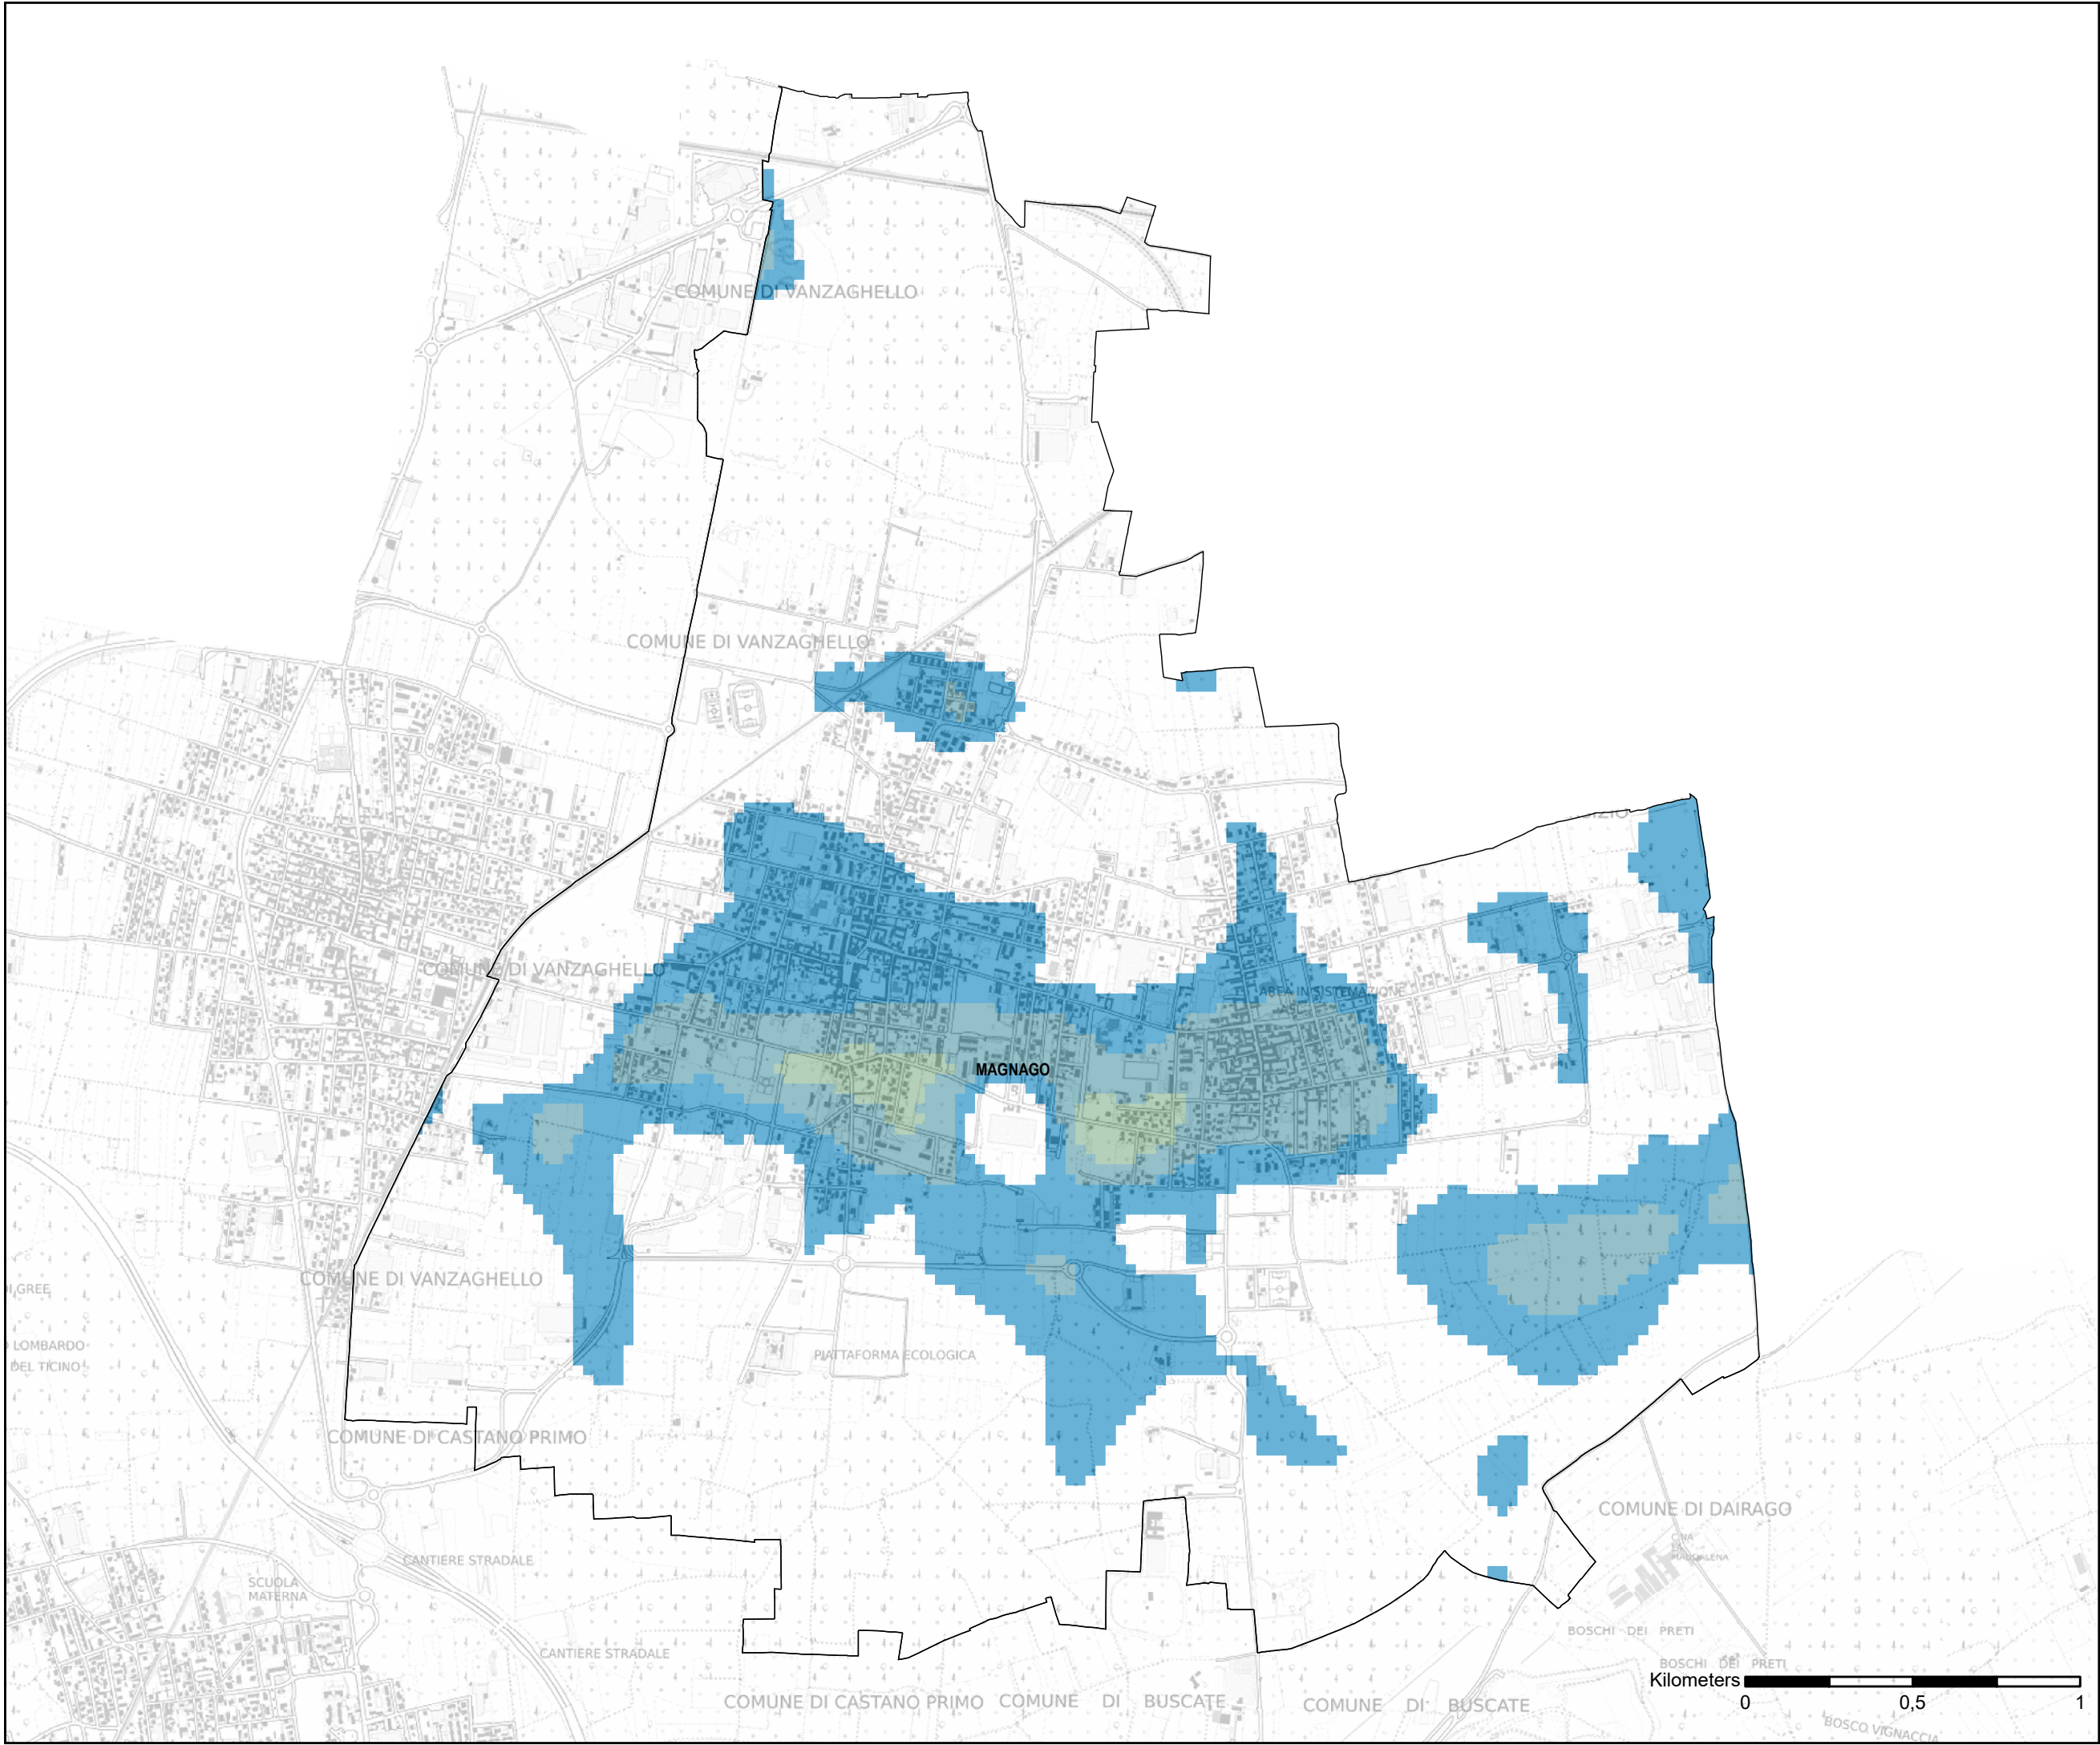 COMUNE DI VANZAGHELLO
COMUNE DI VANZAGHELLO
COMUNE DI VANZAGHELLO
AREA IN SISTEMAZIONE
MAGNAGO
COMUNE DI VANZAGHELLO
LOMBARDO
DEL TICINO
PIATTAFORMA ECOLOGICA
COMUNE DI CASTANO PRIMO
COMUNE DI DAIRAGO
CANTIERE STRADALE
SCUOLA
MATERNA
BOSCHI DEI PRETI
CANTIERE STRADALE
BOSCHI DEI PRETI
Kilometers
0 0,5 1
COMUNE DI CASTANO PRIMO COMUNE DI BUSCATE COMUNE DI BUSCATE
BOSCO VIGNACCIA